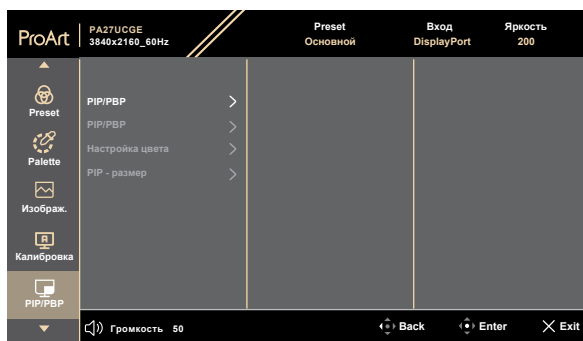 ProArt
PA27UCGE
3840x2160_60Hz
Preset
Основной
Вход
DisplayPort
Яркость
200
Preset
Palette
Изображ.
Калибровка
PIP/PBP
PIP/PBP
PIP/PBP
Настройка цвета
PIP - размер
Громкость 50
Back
Enter
Exit